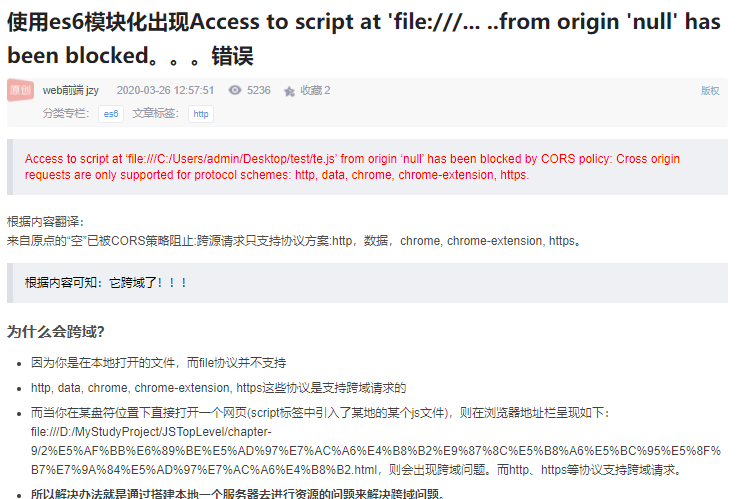 使用es6模块化出现Access to script at 'file:///... ..from origin 'null' has
been blocked。。。错误
原创 web前端 jzy 2020-03-26 12:57:51 5236 收藏 2 版权
分类专栏： es6 文章标签： http
Access to script at ‘file:///C:/Users/admin/Desktop/test/te.js’ from origin ‘null’ has been blocked by CORS policy: Cross origin
requests are only supported for protocol schemes: http, data, chrome, chrome-extension, https.
根据内容翻译：
来自原点的“空”已被CORS策略阻止:跨源请求只支持协议方案:http，数据，chrome, chrome-extension, https。
根据内容可知：它跨域了！！！
为什么会跨域？
因为你是在本地打开的文件，而file协议并不支持
http, data, chrome, chrome-extension, https这些协议是支持跨域请求的
而当你在某盘符位置下直接打开一个网页(script标签中引入了某地的某个js文件)，则在浏览器地址栏呈现如下：
file:///D:/MyStudyProject/JSTopLevel/chapter-
9/2%E5%AF%BB%E6%89%BE%E5%AD%97%E7%AC%A6%E4%B8%B2%E9%87%8C%E5%B8%A6%E5%BC%95%E5%8F%
B7%E7%9A%84%E5%AD%97%E7%AC%A6%E4%B8%B2.html，则会出现跨域问题。而http、https等协议支持跨域请求。
所以解决办法就是通过搭建本地一个服务器去进行资源的问题来解决跨域问题。